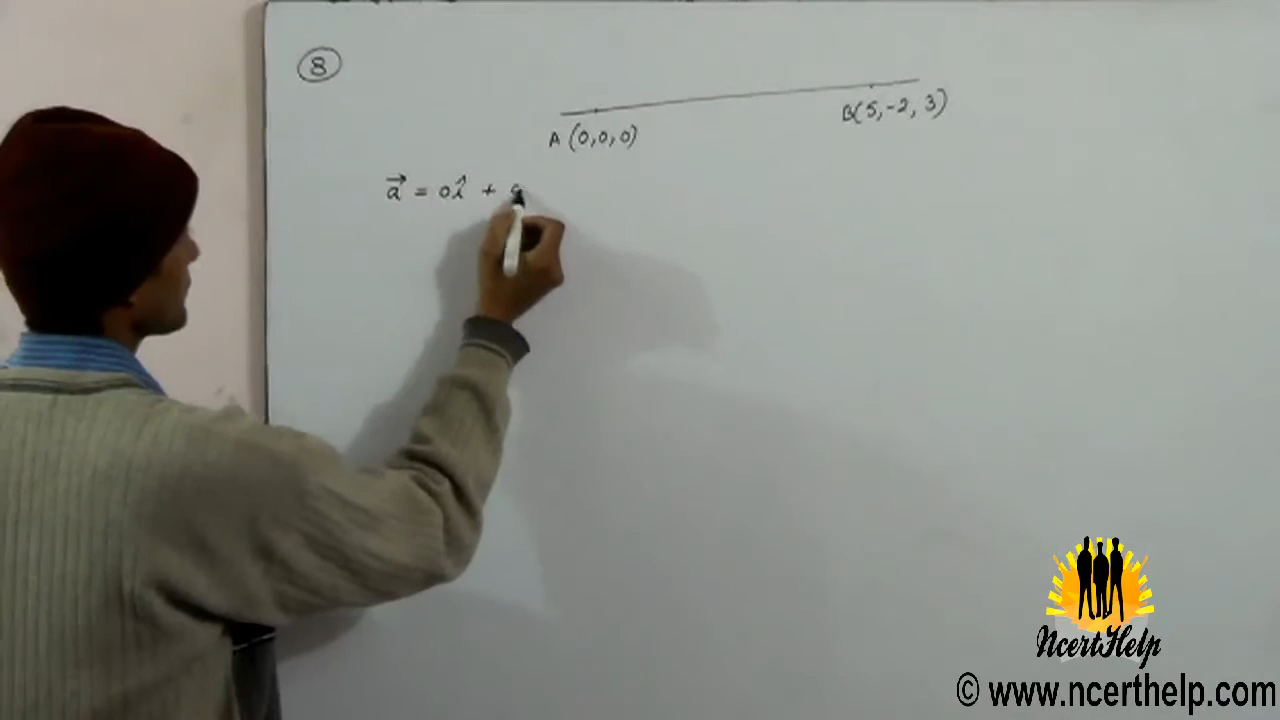 8
A (0,0,0)
B(5,-2, 3)
a⃗ = 0î +
NcertHelp
© www.ncerthelp.com